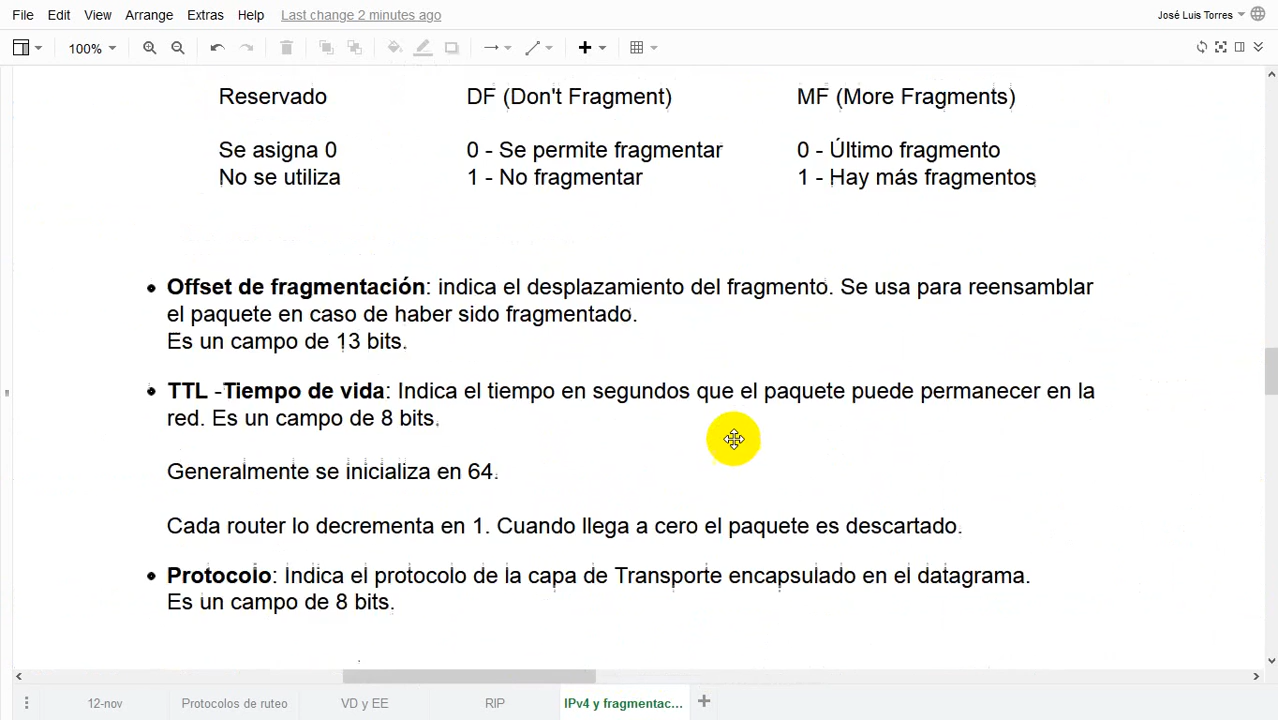 File Edit View Arrange Extras Help Last change 2 minutes ago José Luis Torres
100%
Reservado DF (Don't Fragment) MF (More Fragments)
Se asigna 0 0 - Se permite fragmentar 0 - Último fragmento
No se utiliza 1 - No fragmentar 1 - Hay más fragmentos
Offset de fragmentación: indica el desplazamiento del fragmento. Se usa para reensamblar
el paquete en caso de haber sido fragmentado.
Es un campo de 13 bits.
TTL -Tiempo de vida: Indica el tiempo en segundos que el paquete puede permanecer en la
red. Es un campo de 8 bits.
Generalmente se inicializa en 64.
Cada router lo decrementa en 1. Cuando llega a cero el paquete es descartado.
Protocolo: Indica el protocolo de la capa de Transporte encapsulado en el datagrama.
Es un campo de 8 bits.
12-nov Protocolos de ruteo VD y EE RIP IPv4 y fragmentac...